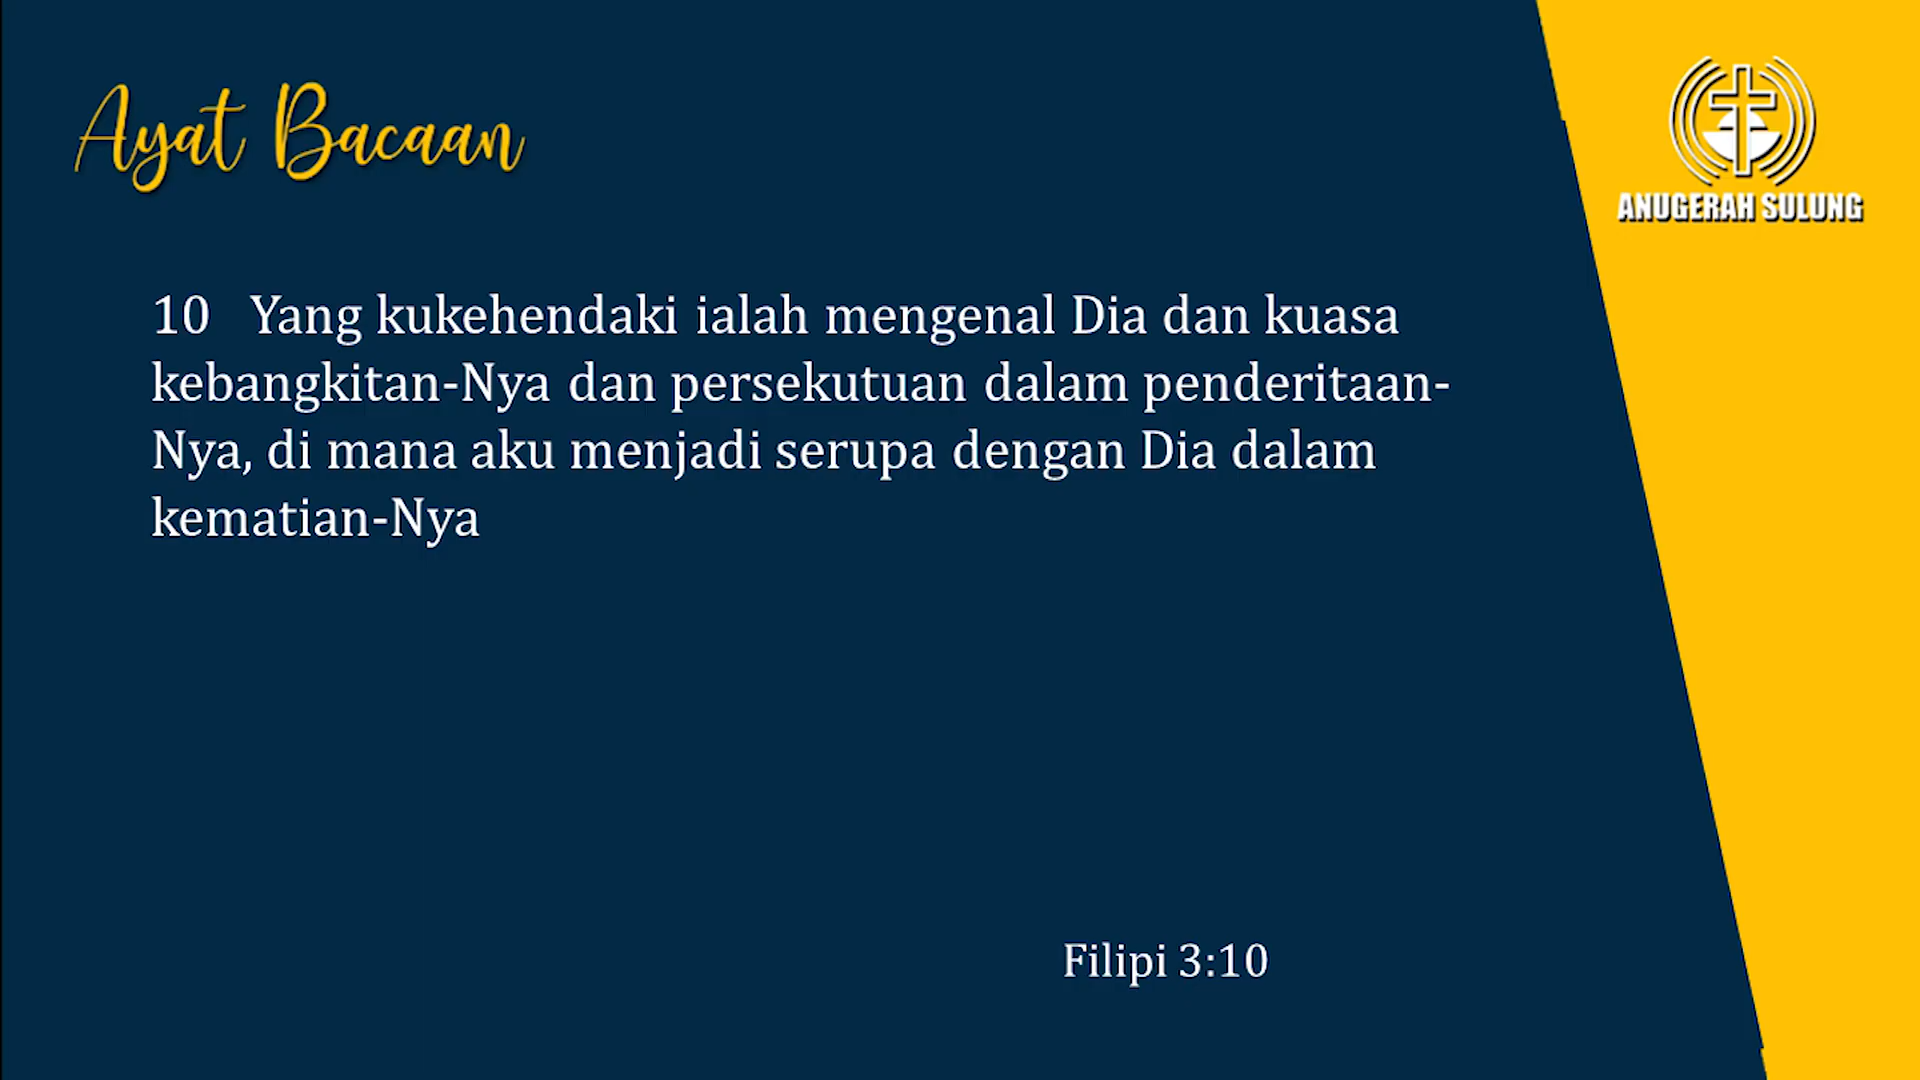 Ayat Bacaan
ANUGERAH SULUNG
10 Yang kukehendaki ialah mengenal Dia dan kuasa
kebangkitan-Nya dan persekutuan dalam penderitaan-
Nya, di mana aku menjadi serupa dengan Dia dalam
kematian-Nya
Filipi 3:10